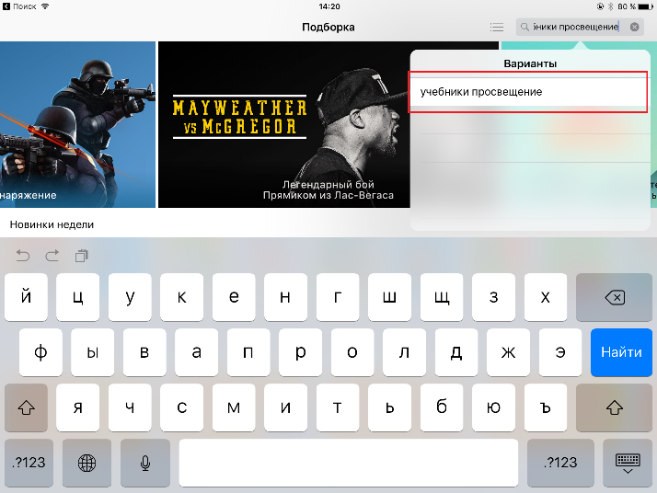 Поиск
14:20
80 %
Подборка
ӣники просвещение
Варианты
учебники просвещение
MAYWEATHER
VS MCGREGOR
наряжение
Легендарный бой
Прямиком из Лас-Вегаса
Новинки недели
й ц у к е н г ш щ з х
ф ы в а п р о л д ж э Найти
я ч с м и т ь б ю ъ
.?123 .?123